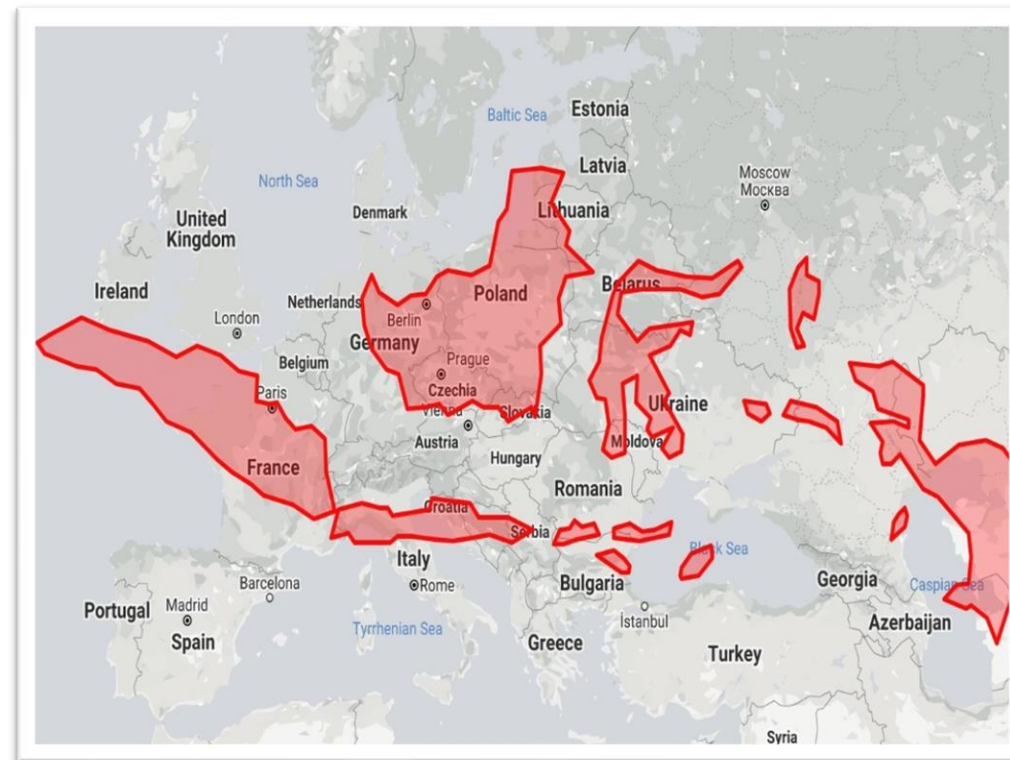 Estonia
Baltic Sea
Latvia
Moscow
Москва
North Sea
Denmark
Lithuania
United
Kingdom
Ireland
Netherlands
Poland
Belarus
London
Berlin
Germany
Belgium
Prague
Paris
Czechia
Vienna
Slovakia
Ukraine
Austria
Moldova
Hungary
France
Romania
Croatia
Serbia
Black Sea
Italy
Barcelona
Rome
Bulgaria
Georgia
Caspian Sea
Portugal
Madrid
Spain
İstanbul
Azerbaijan
Tyrrhenian Sea
Greece
Turkey
Syria